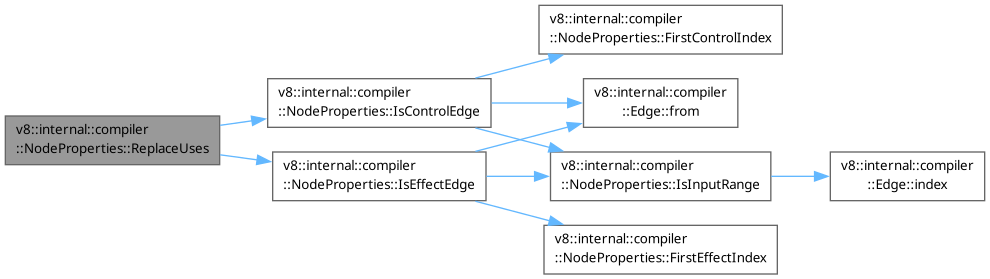 v8::internal::compiler
::NodeProperties::ReplaceUses
v8::internal::compiler
::NodeProperties::IsControlEdge
v8::internal::compiler
::NodeProperties::IsEffectEdge
v8::internal::compiler
::NodeProperties::FirstControlIndex
v8::internal::compiler
::Edge::from
v8::internal::compiler
::NodeProperties::IsInputRange
v8::internal::compiler
::NodeProperties::FirstEffectIndex
v8::internal::compiler
::Edge::index